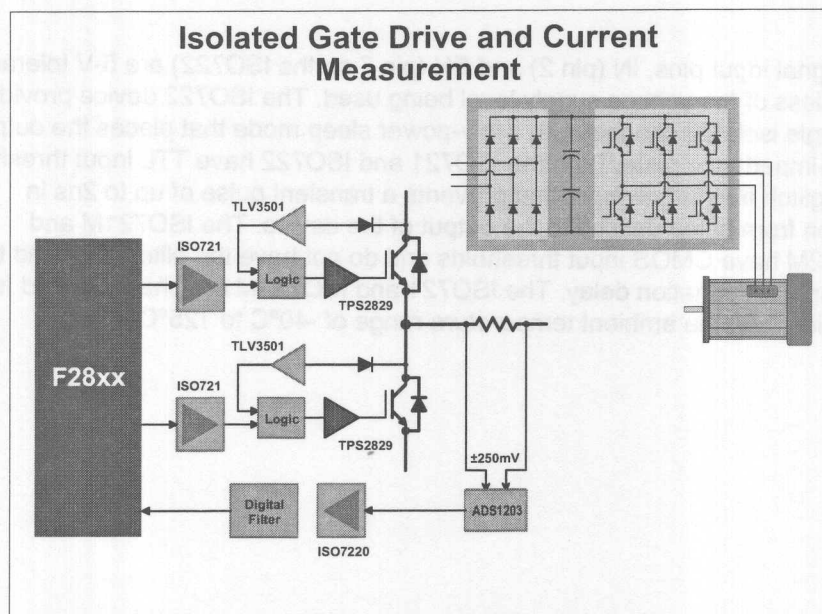 Isolated Gate Drive and Current
Measurement
TLV3501
ISO721
Logic
TPS2829
TLV3501
F28xx
ISO721
Logic
TPS2829
±250mV
Digital
Filter
ISO7220
ADS1203